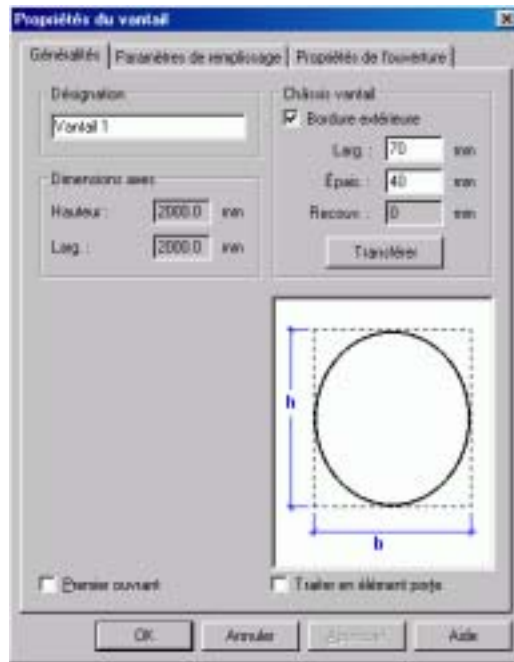 Propriétés du vantail
Généralités
Paramètres de remplissage
Propriétés de l'ouverture
Désignation
Vantail 1
Dimensions axes
Hauteur :
2000.0
mm
Larg. :
2000.0
mm
Châssis vantail
Bordure extérieure
Larg. :
70
mm
Épais. :
40
mm
Recouv. :
0
mm
Transférer
h
b
Premier ouvrant
Traiter en élément porte
OK
Annuler
Appliquer
Aide